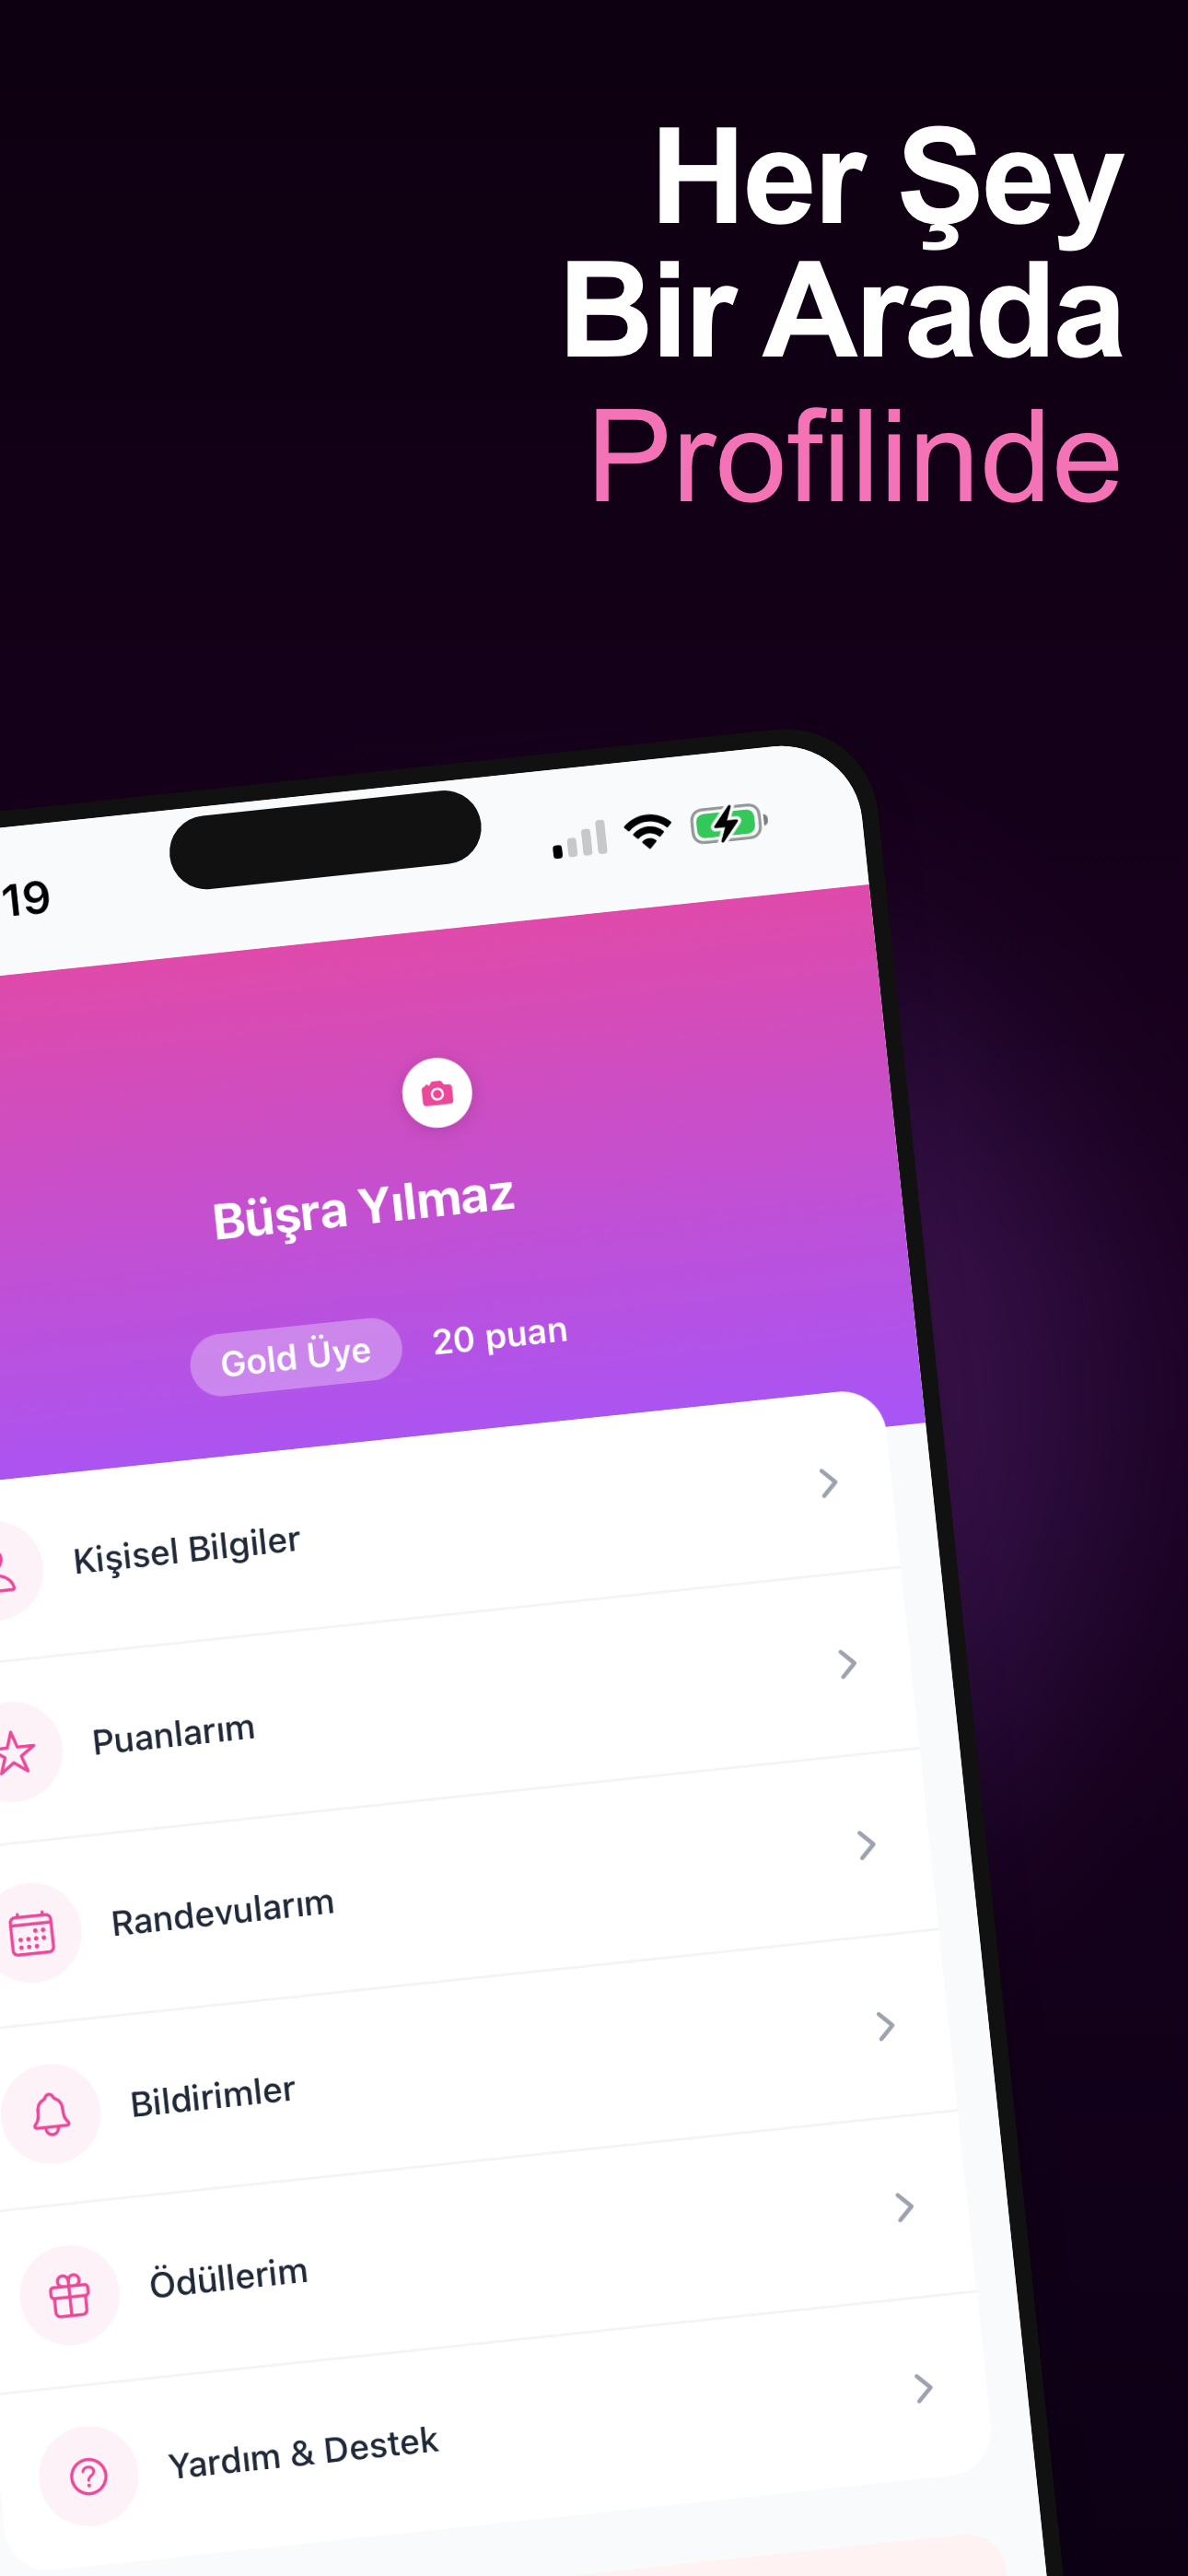 Her Şey
Bir Arada
Profilinde
19
Büşra Yılmaz
Gold Üye 20 puan
Kişisel Bilgiler
Puanlarım
Randevularım
Bildirimler
Ödüllerim
Yardım & Destek